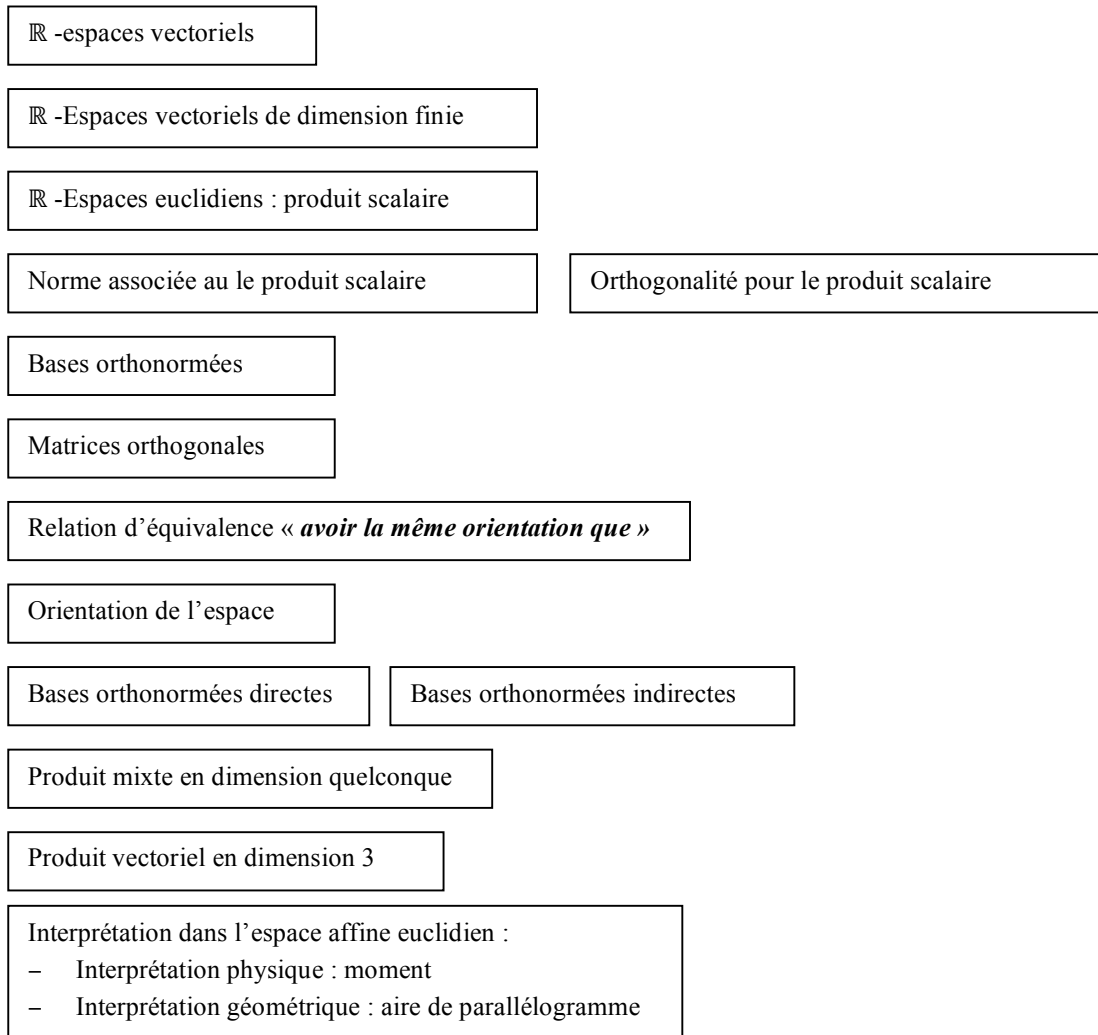 ℝ -espaces vectoriels
ℝ -Espaces vectoriels de dimension finie
ℝ -Espaces euclidiens : produit scalaire
Norme associée au le produit scalaire
Orthogonalité pour le produit scalaire
Bases orthonormées
Matrices orthogonales
Relation d’équivalence « avoir la même orientation que »
Orientation de l’espace
Bases orthonormées directes
Bases orthonormées indirectes
Produit mixte en dimension quelconque
Produit vectoriel en dimension 3
Interprétation dans l’espace affine euclidien :
− Interprétation physique : moment
− Interprétation géométrique : aire de parallélogramme